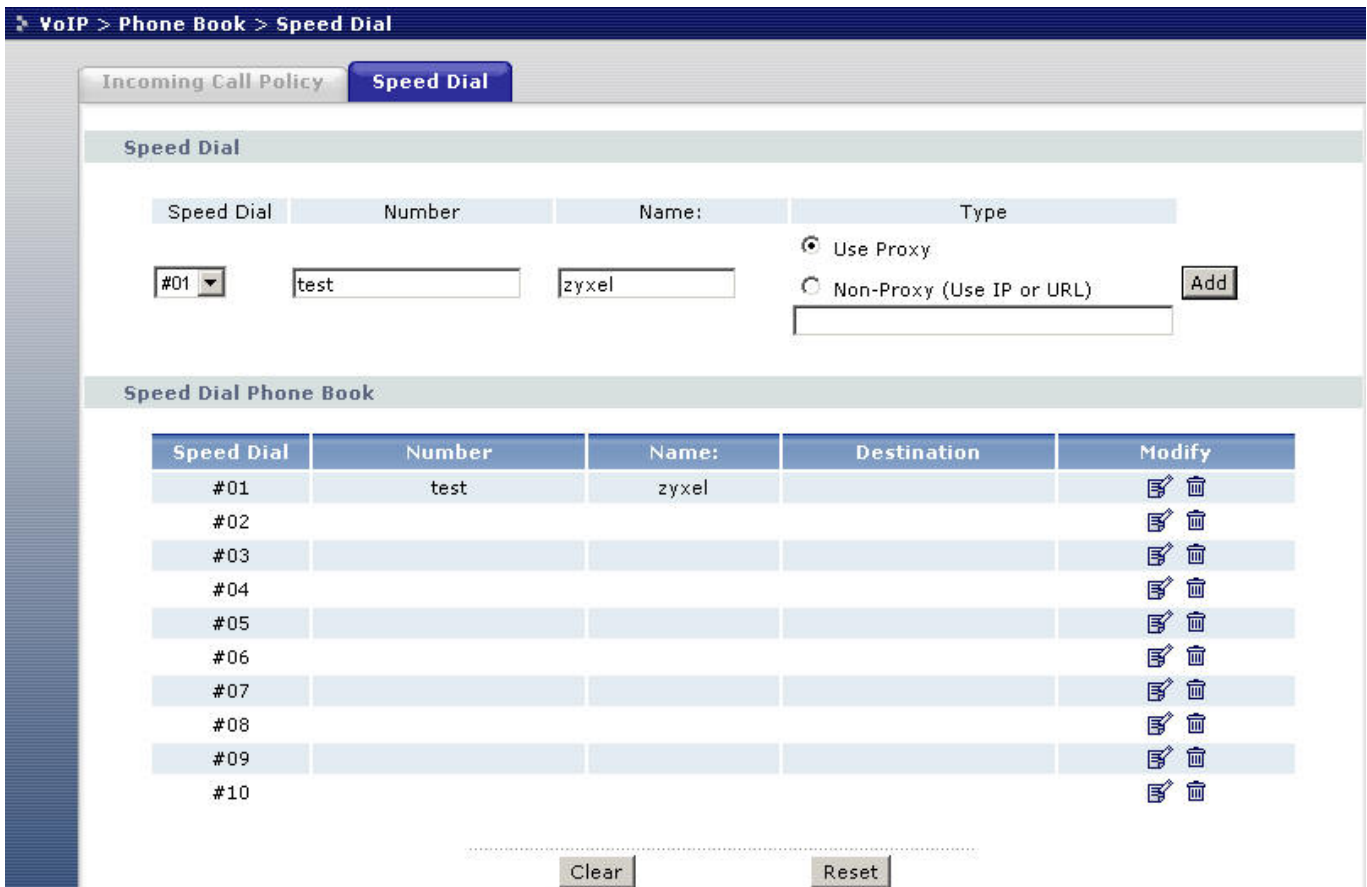 VoIP > Phone Book > Speed Dial
Incoming Call Policy Speed Dial
Speed Dial
Speed Dial Number Name: Type
Use Proxy
#01 test zyxel Non-Proxy (Use IP or URL) Add
Speed Dial Phone Book
Speed Dial Number Name: Destination Modify
#01 test zyxel
#02
#03
#04
#05
#06
#07
#08
#09
#10
Clear Reset